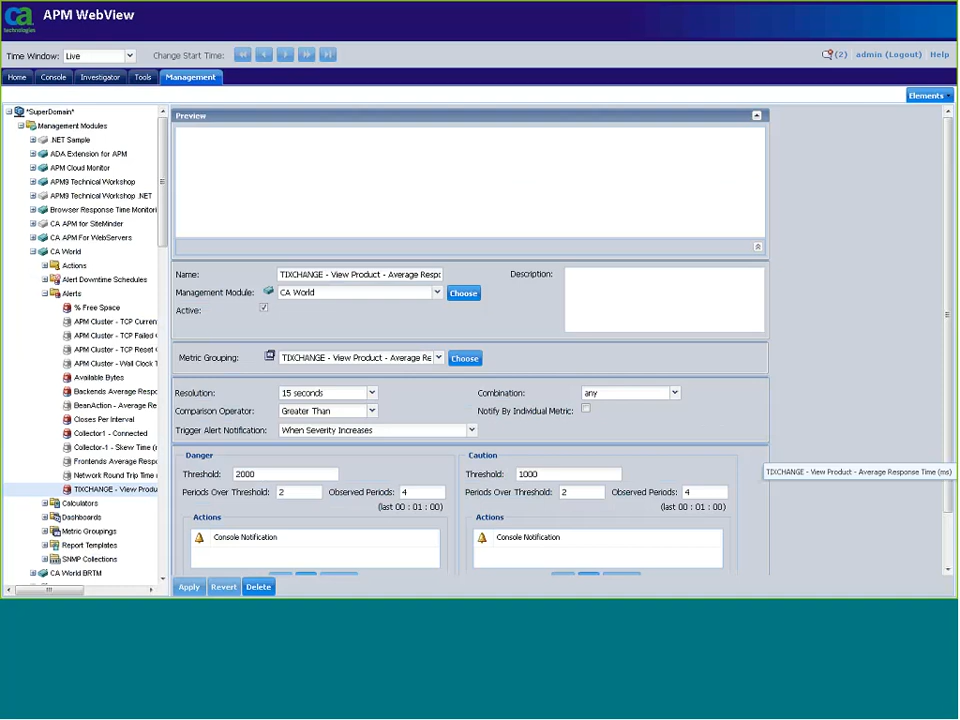 ca
technologies
APM WebView
Time Window: Live
Change Start Time:
(2) admin (Logout) Help
Home Console Investigator Tools Management
Elements
*SuperDomain*
Management Modules
.NET Sample
ADA Extension for APM
APM Cloud Monitor
APM9 Technical Workshop
APM9 Technical Workshop .NET
Browser Response Time Monitori
CA APM for SiteMinder
CA APM For WebServers
CA World
Actions
Alert Downtime Schedules
Alerts
% Free Space
APM Cluster - TCP Curren
APM Cluster - TCP Failed
APM Cluster - TCP Reset
APM Cluster - Wall Clock T
Available Bytes
Backends Average Respo
BeanAction - Average Re
Closes Per Interval
Collector1 - Connected
Collector-1 - Skew Time (
Frontends Average Respo
Network Round Trip Time
TIXCHANGE - View Produ
Calculators
Dashboards
Metric Groupings
Report Templates
SNMP Collections
CA World BRTM
Preview
Name: TIXCHANGE - View Product - Average Resp
Description:
Management Module: CA World Choose
Active:
Metric Grouping: TIXCHANGE - View Product - Average Re Choose
Resolution: 15 seconds
Combination: any
Comparison Operator: Greater Than
Notify By Individual Metric:
Trigger Alert Notification: When Severity Increases
Danger
Threshold: 2000
Periods Over Threshold: 2 Observed Periods: 4
(last 00 : 01 : 00)
Actions
Console Notification
Caution
Threshold: 1000
Periods Over Threshold: 2 Observed Periods: 4
(last 00 : 01 : 00)
Actions
Console Notification
TIXCHANGE - View Product - Average Response Time (ms)
Apply Revert Delete